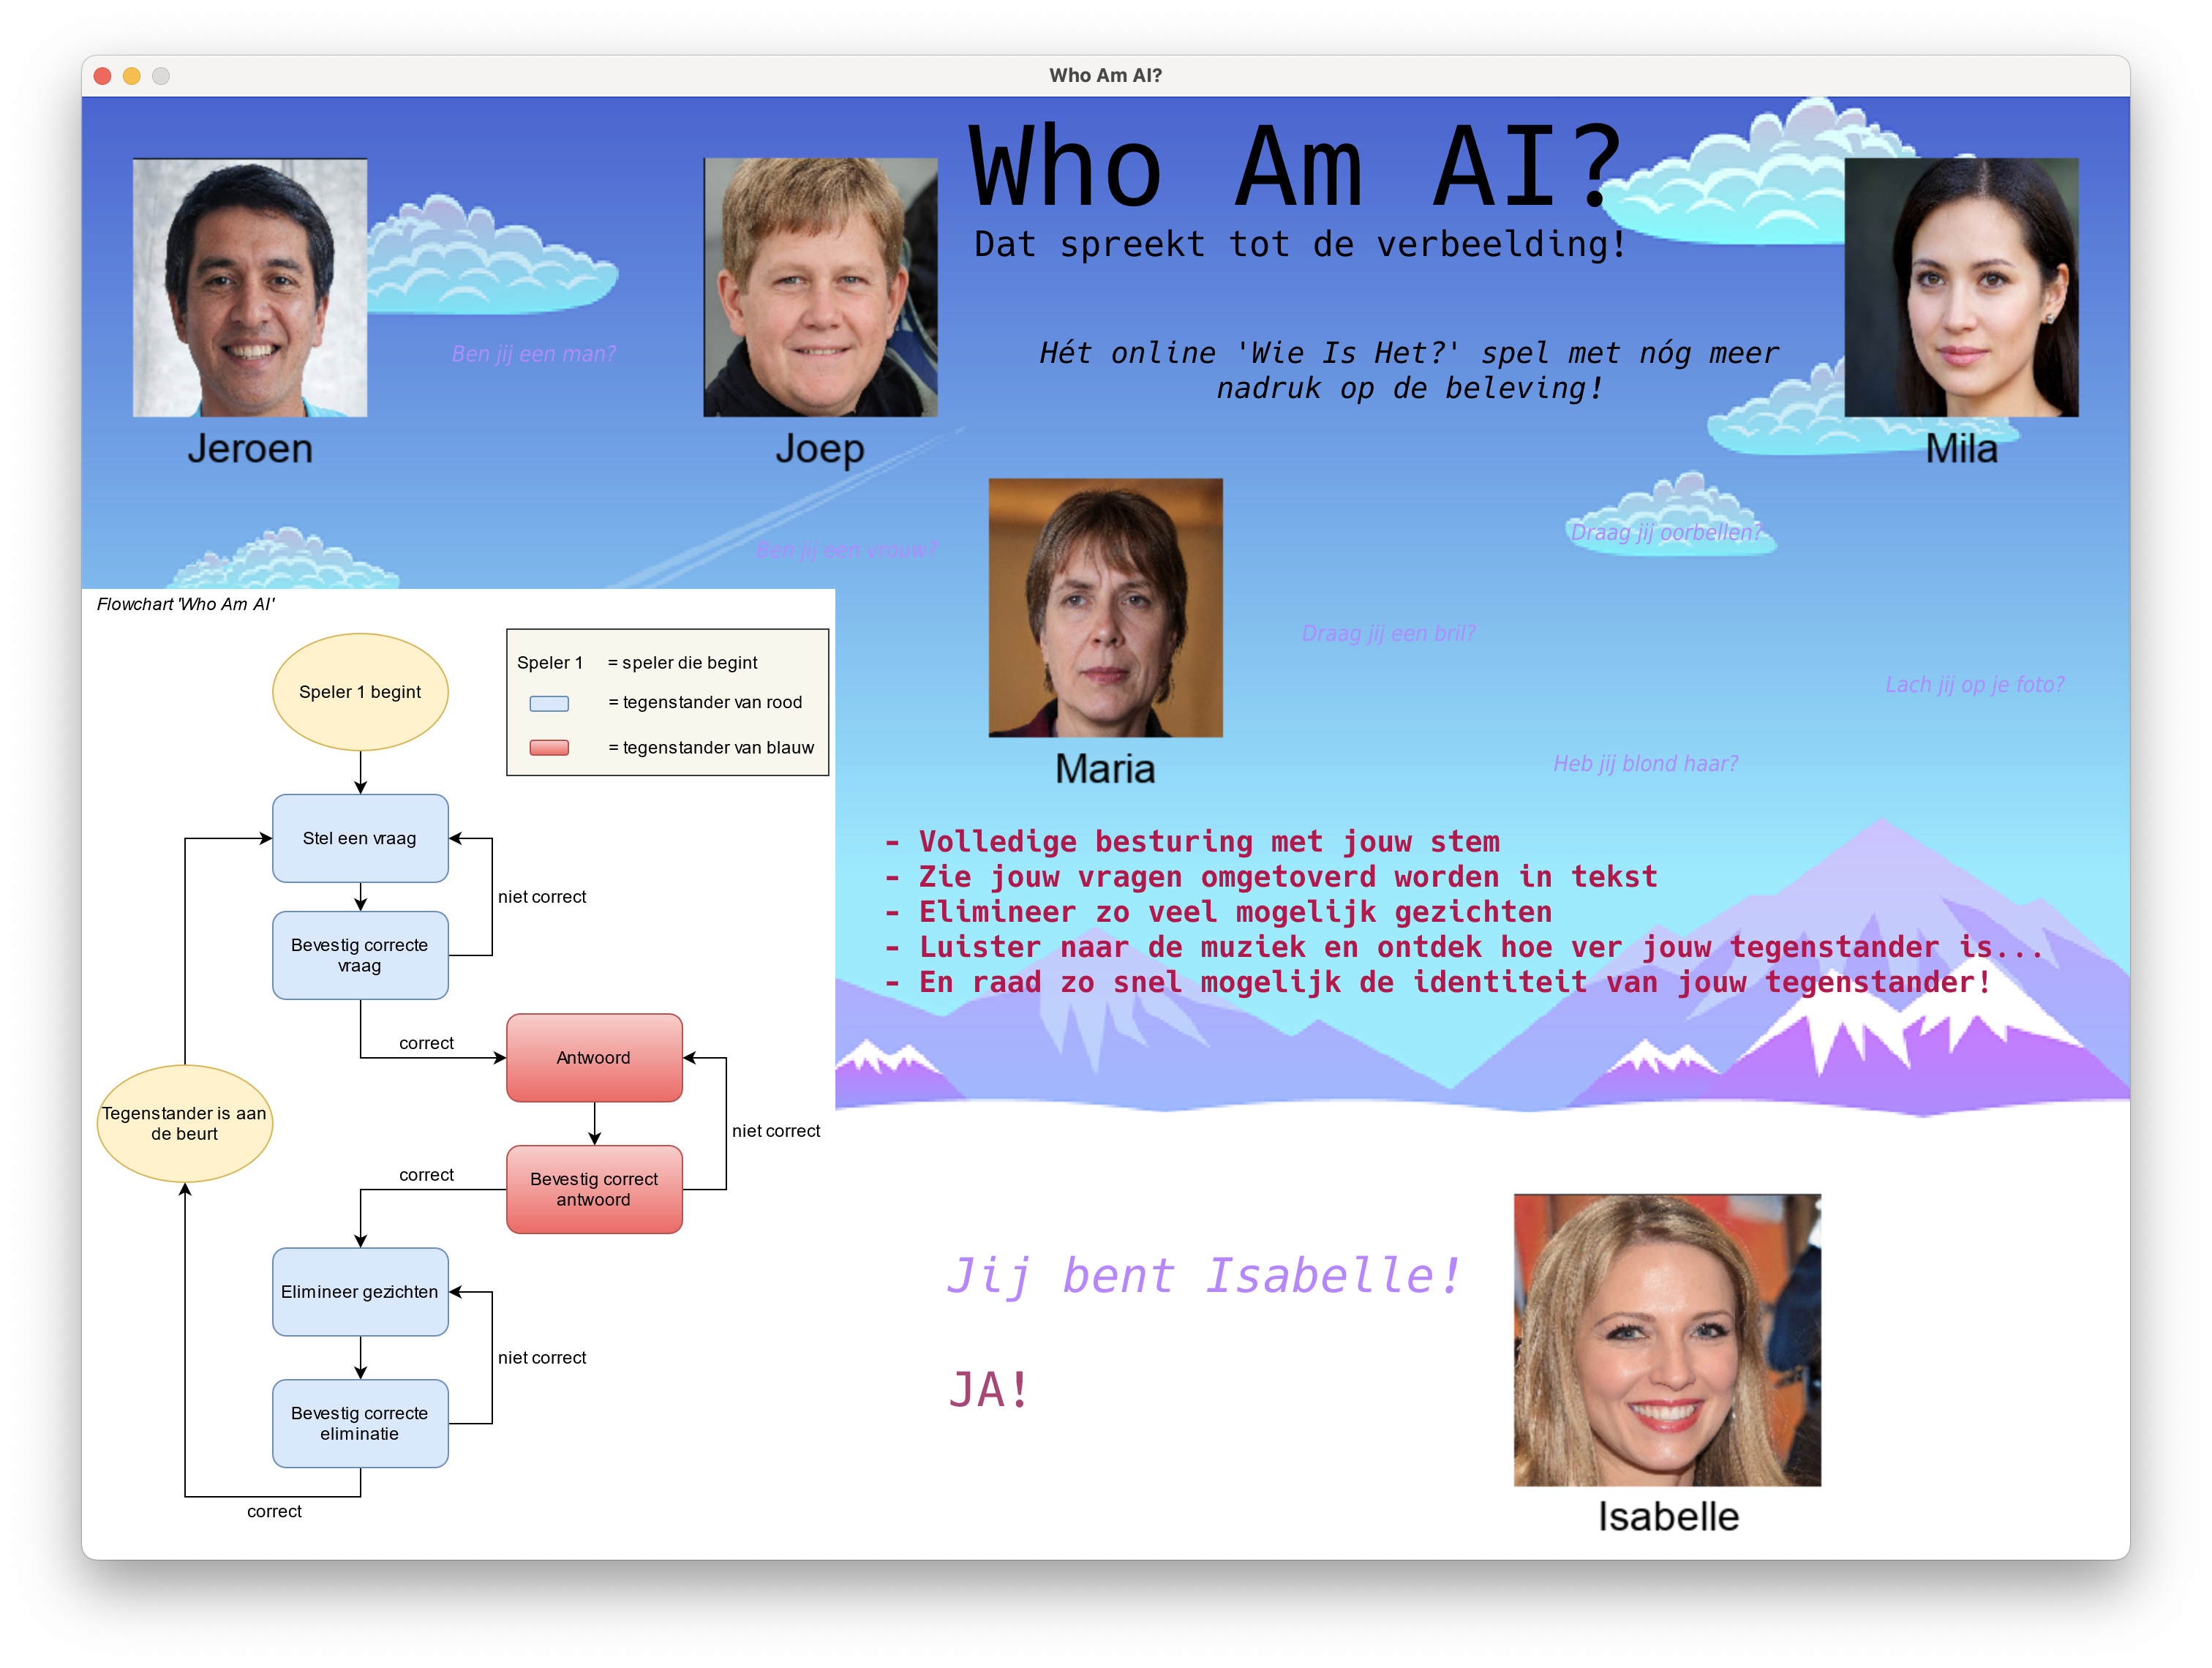 Who Am AI?
Who Am AI?
Dat spreekt tot de verbeelding!
Hét online 'Wie Is Het?' spel met nóg meer
nadruk op de beleving!
Jeroen
Ben jij een man?
Joep
Mila
Ben jij een vrouw?
Draag jij oorbellen?
Draag jij een bril?
Lach jij op je foto?
Maria
Heb jij blond haar?
- Volledige besturing met jouw stem
- Zie jouw vragen omgetoverd worden in tekst
- Elimineer zo veel mogelijk gezichten
- Luister naar de muziek en ontdek hoe ver jouw tegenstander is...
- En raad zo snel mogelijk de identiteit van jouw tegenstander!
Flowchart 'Who Am AI'
Speler 1 begint
Speler 1 = speler die begint
= tegenstander van rood
= tegenstander van blauw
Stel een vraag
niet correct
Bevestig correcte
vraag
correct
Antwoord
Tegenstander is aan
de beurt
niet correct
correct
Bevestig correct
antwoord
Elimineer gezichten
niet correct
Bevestig correcte
eliminatie
correct
Jij bent Isabelle!
JA!
Isabelle